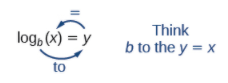 =
log_b (x) = y
to
Think
b to the y = x